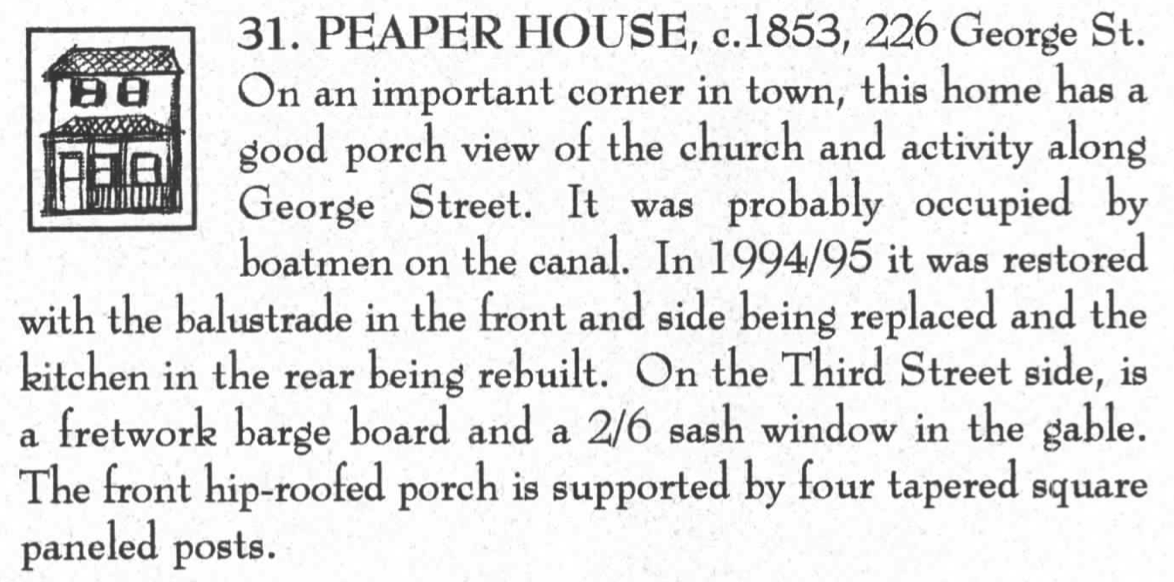 31. PEAPER HOUSE, c.1853, 226 George St.
On an important corner in town, this home has a
good porch view of the church and activity along
George Street. It was probably occupied by
boatmen on the canal. In 1994/95 it was restored
with the balustrade in the front and side being replaced and the
kitchen in the rear being rebuilt. On the Third Street side, is
a fretwork barge board and a 2/6 sash window in the gable.
The front hip-roofed porch is supported by four tapered square
paneled posts.